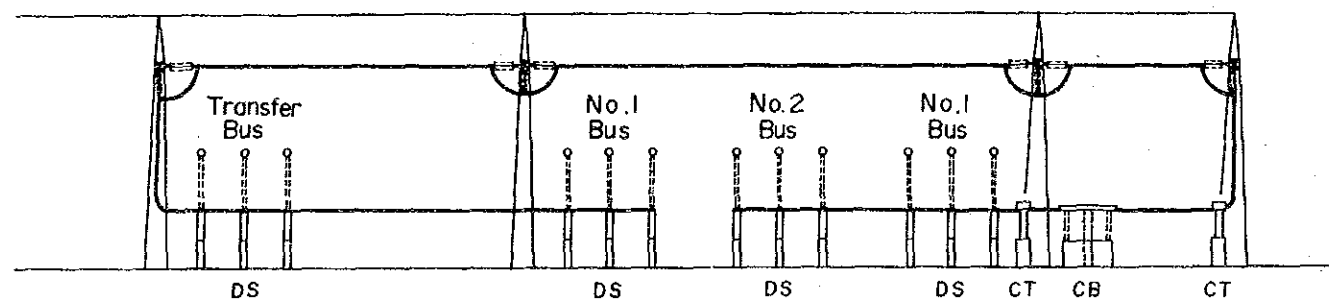 Transfer
Bus
No.1
Bus
No.2
Bus
No.1
Bus
DS
DS
DS
DS
CT
CB
CT